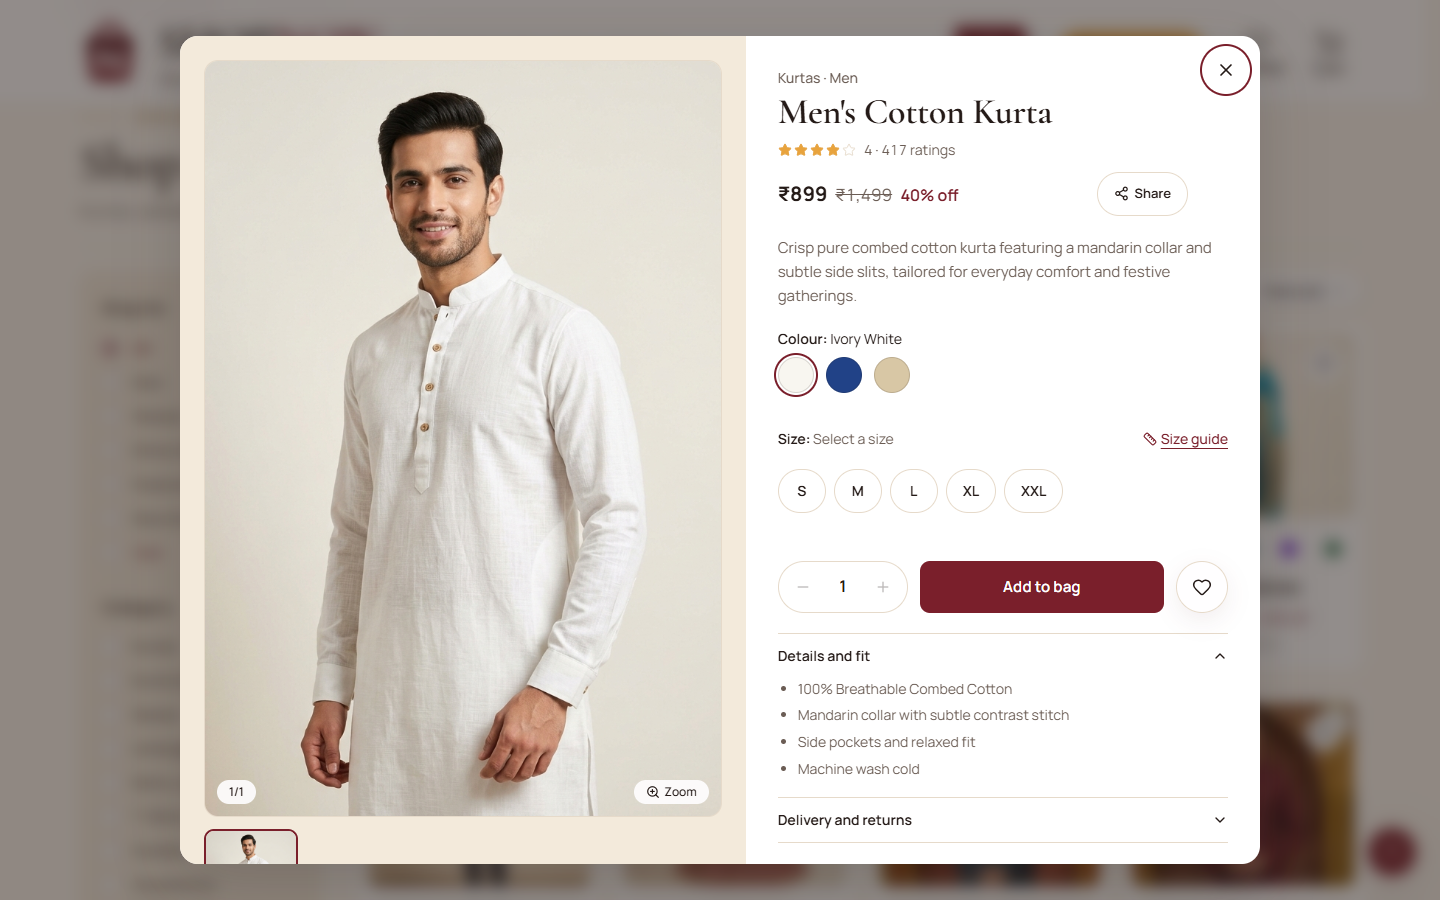 Kurtas · Men
Men's Cotton Kurta
4 · 417 ratings
₹899 ₹1,499 40% off
Share
Crisp pure combed cotton kurta featuring a mandarin collar and
subtle side slits, tailored for everyday comfort and festive
gatherings.
Colour: Ivory White
Size: Select a size
Size guide
S M L XL XXL
1
Add to bag
Details and fit
100% Breathable Combed Cotton
Mandarin collar with subtle contrast stitch
Side pockets and relaxed fit
Machine wash cold
Delivery and returns
1/1
Zoom